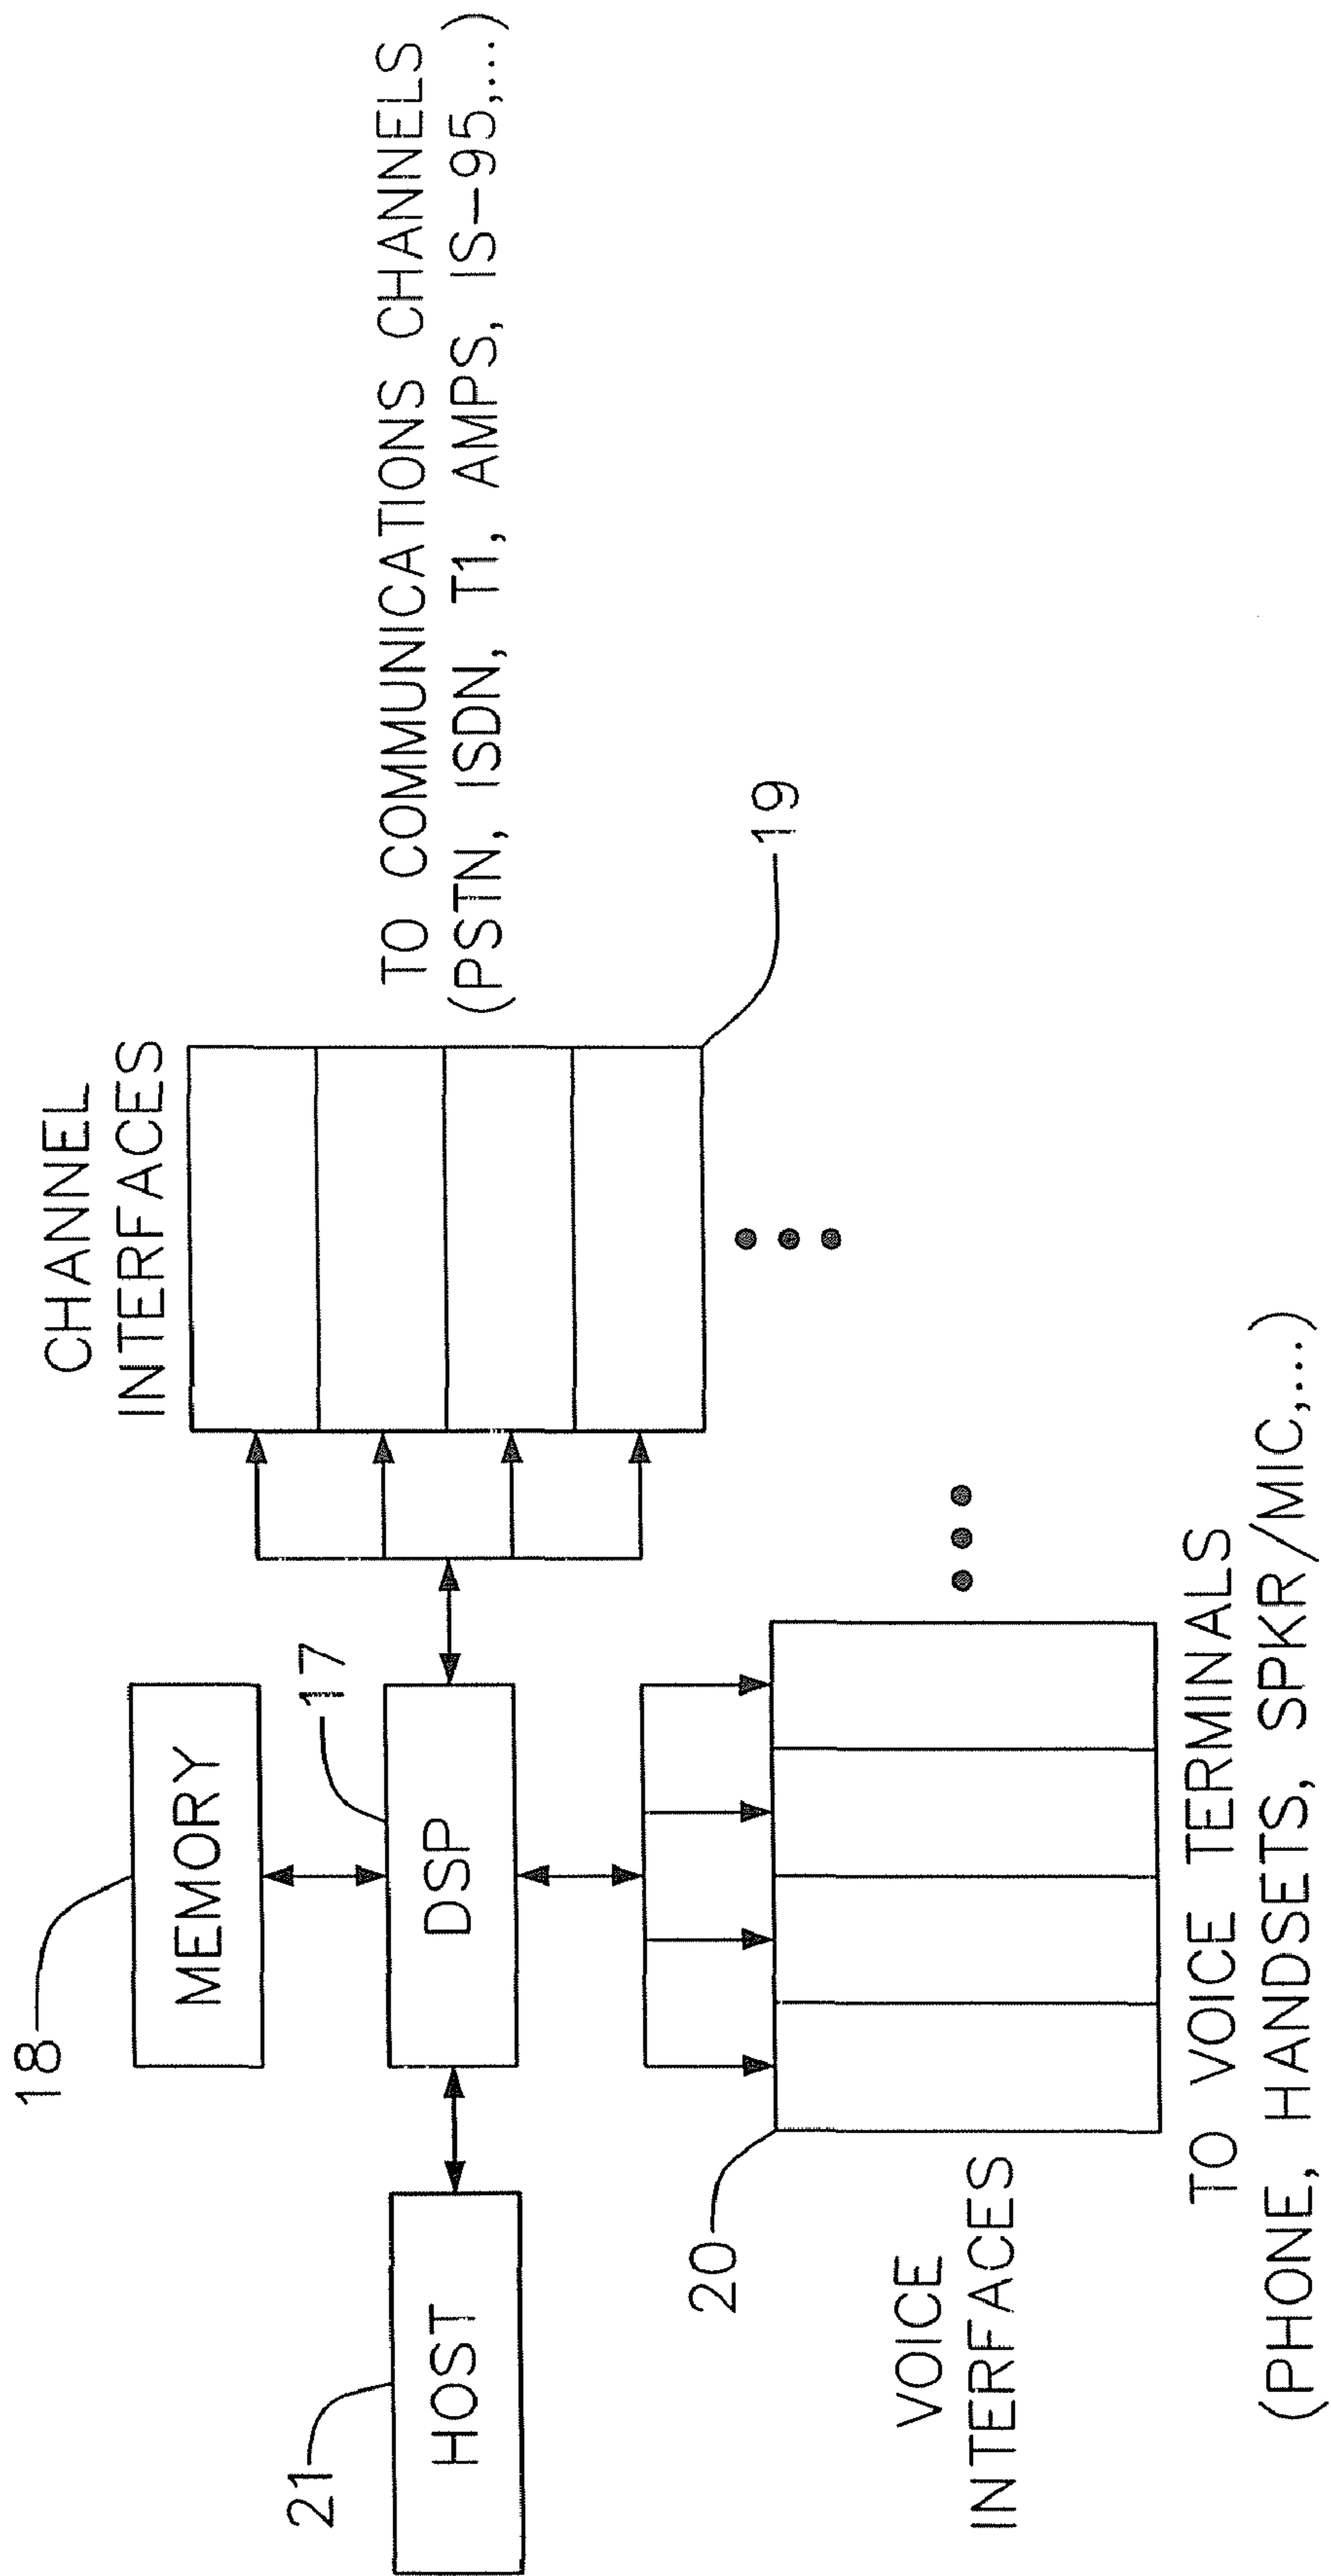 CHANNEL
INTERFACES
18
MEMORY
TO COMMUNICATIONS CHANNELS
(PSTN, ISDN, T1, AMPS, IS-95,...)
21
HOST
17
DSP
19
20
VOICE
INTERFACES
TO VOICE TERMINALS
(PHONE, HANDSETS, SPKR/MIC,...)